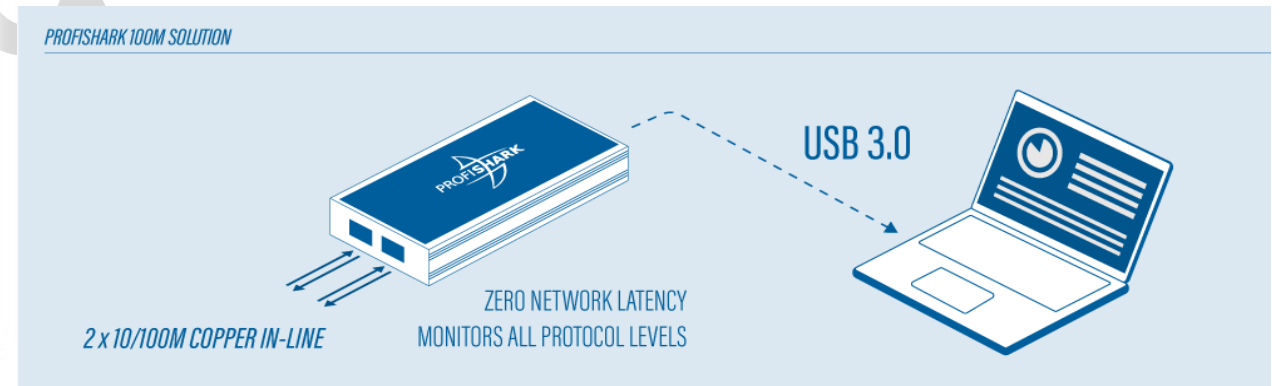 PROFISHARK 100M SOLUTION
USB 3.0
PROFISHARK
ZERO NETWORK LATENCY
2 x 10/100M COPPER IN-LINE
MONITORS ALL PROTOCOL LEVELS